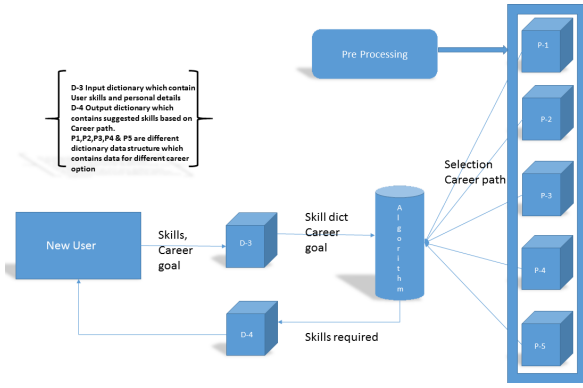 Pre Processing
P-1
P-2
P-3
P-4
P-5
D-3 Input dictionary which contain
User skills and personal details
D-4 Output dictionary which
contains suggested skills based on
Career path.
P1,P2,P3,P4 & P5 are different
dictionary data structure which
contains data for different career
option
Selection
Career path
New User
Skills,
Career
goal
D-3
Skill dict
Career
goal
Algorithm
D-4
Skills required